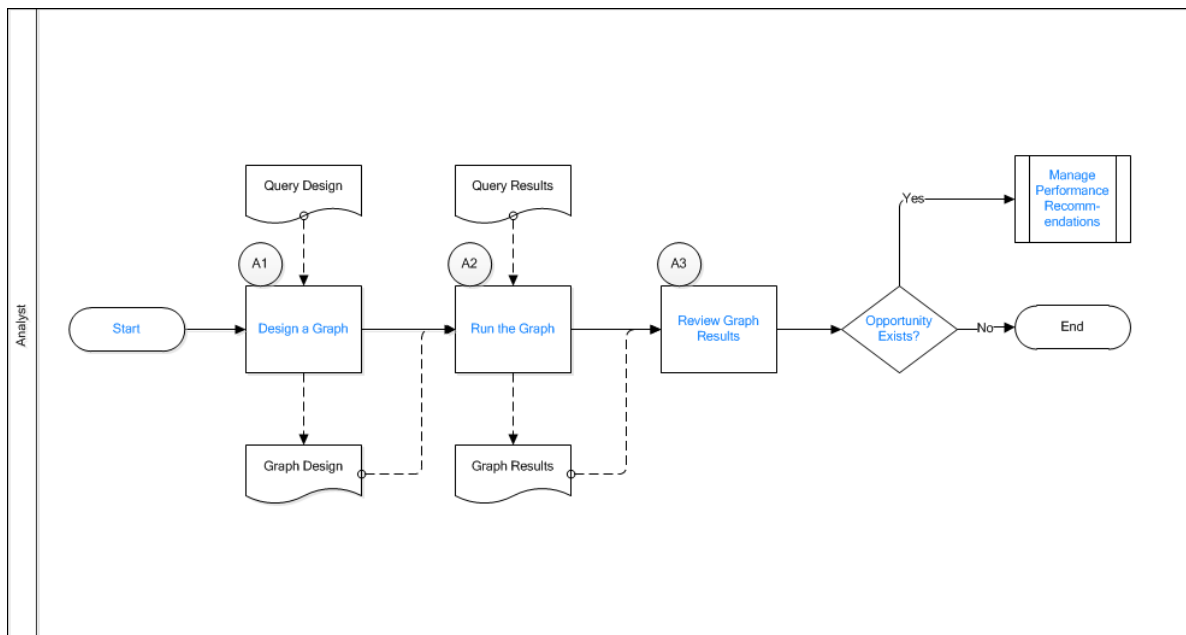 Analyst
Query Design
Query Results
Manage
Performance
Recomm-
endations
Yes
A1
A2
A3
Start
Design a Graph
Run the Graph
Review Graph
Results
Opportunity
Exists?
No
End
Graph Design
Graph Results